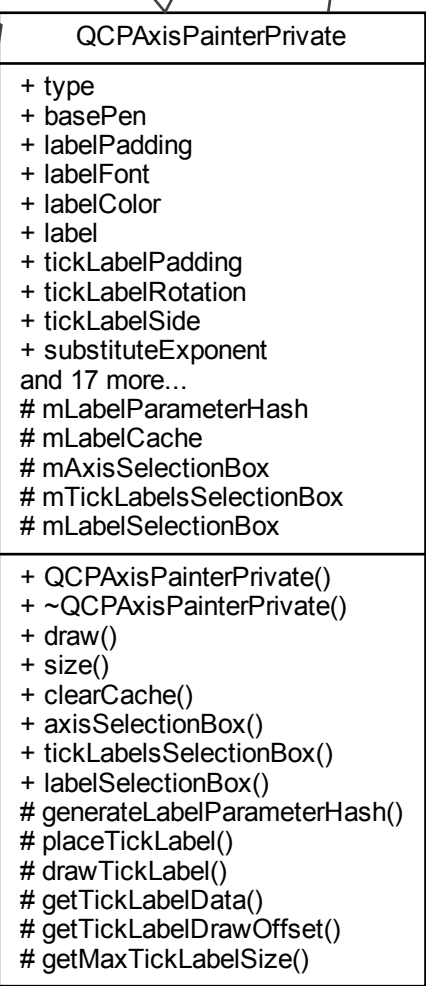 QCPAxisPainterPrivate
+ type
+ basePen
+ labelPadding
+ labelFont
+ labelColor
+ label
+ tickLabelPadding
+ tickLabelRotation
+ tickLabelSide
+ substituteExponent
and 17 more...
# mLabelParameterHash
# mLabelCache
# mAxisSelectionBox
# mTickLabelsSelectionBox
# mLabelSelectionBox
+ QCPAxisPainterPrivate()
+ ~QCPAxisPainterPrivate()
+ draw()
+ size()
+ clearCache()
+ axisSelectionBox()
+ tickLabelsSelectionBox()
+ labelSelectionBox()
# generateLabelParameterHash()
# placeTickLabel()
# drawTickLabel()
# getTickLabelData()
# getTickLabelDrawOffset()
# getMaxTickLabelSize()